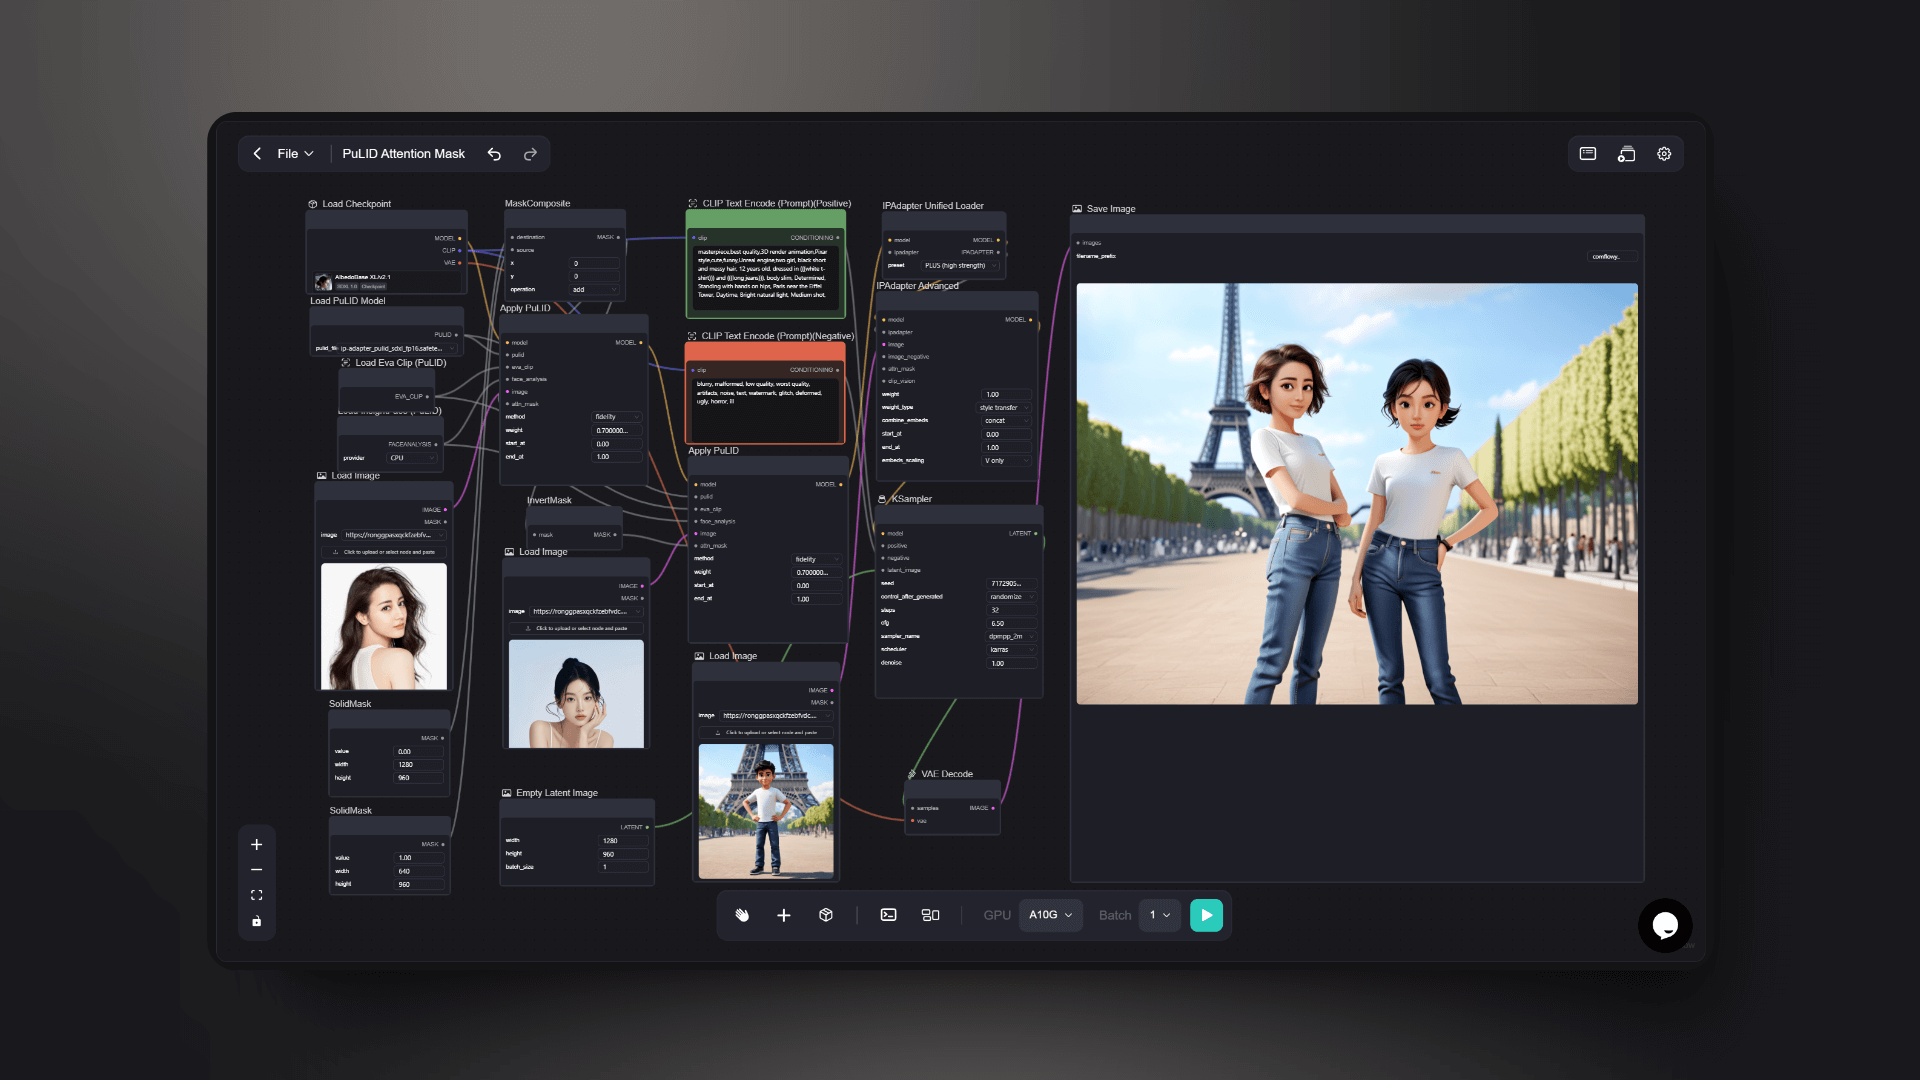 File
PuLID Attention Mask
Load Checkpoint
MODEL
CLIP
VAE
AlbedoBase XL/v2.1
SDXL 1.0 Checkpoint
Load PuLID Model
PULID
pulid_file ip-adapter_pulid_sdxl_fp16.safete...
Load Eva Clip (PuLID)
EVA_CLIP
FACEANALYSIS
provider CPU
Load Image
IMAGE
MASK
image https://ronggpasxqckfzebfv...
Click to upload or select node and paste
SolidMask
MASK
value 0.00
width 1280
height 960
SolidMask
MASK
value 1.00
width 640
height 960
MaskComposite
destination MASK
source
x 0
y 0
operation add
Apply PuLID
model MODEL
pulid
eva_clip
face_analysis
image
attn_mask
method fidelity
weight 0.700000...
start_at 0.00
end_at 1.00
InvertMask
mask MASK
Load Image
IMAGE
MASK
image https://ronggpasxqckfzebfvdc...
Click to upload or select node and paste
Empty Latent Image
LATENT
width 1280
height 960
batch_size 1
CLIP Text Encode (Prompt)(Positive)
clip CONDITIONING
masterpiece,best quality,3D render animation,Pixar
style,cute,funny,Unreal engine,two girl, black short
and messy hair, 12 years old, dressed in (((white t-
shirt))) and (((long jeans))), body slim, Determined.
Standing with hands on hips, Paris near the Eiffel
Tower, Daytime. Bright natural light, Medium shot.
CLIP Text Encode (Prompt)(Negative)
clip CONDITIONING
blurry, malformed, low quality, worst quality,
artifacts, noise, text, watermark, glitch, deformed,
ugly, horror, ill
Apply PuLID
model MODEL
pulid
eva_clip
face_analysis
image
attn_mask
method fidelity
weight 0.700000...
start_at 0.00
end_at 1.00
Load Image
IMAGE
MASK
image https://ronggpasxqckfzebfvdc...
Click to upload or select node and paste
IPAdapter Unified Loader
model MODEL
ipadapter IPADAPTER
preset PLUS (high strength)
IPAdapter Advanced
model MODEL
ipadapter
image
image_negative
attn_mask
clip_vision
weight 1.00
weight_type style transfer
combine_embeds concat
start_at 0.00
end_at 1.00
embeds_scaling V only
KSampler
model LATENT
positive
negative
latent_image
seed 7172905...
control_after_generated randomize
steps 32
cfg 6.50
sampler_name dpmpp_2m
scheduler karras
denoise 1.00
VAE Decode
samples IMAGE
vae
Save Image
images
filename_prefix comflowy..
GPU A10G Batch 1